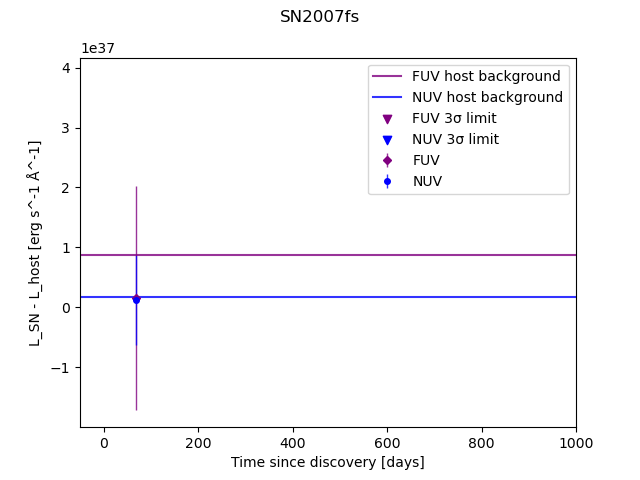 SN2007fs
1e37
L_SN - L_host [erg s^-1 Å^-1]
4
3
2
1
0
−1
FUV host background
NUV host background
FUV 3σ limit
NUV 3σ limit
FUV
NUV
0 200 400 600 800 1000
Time since discovery [days]